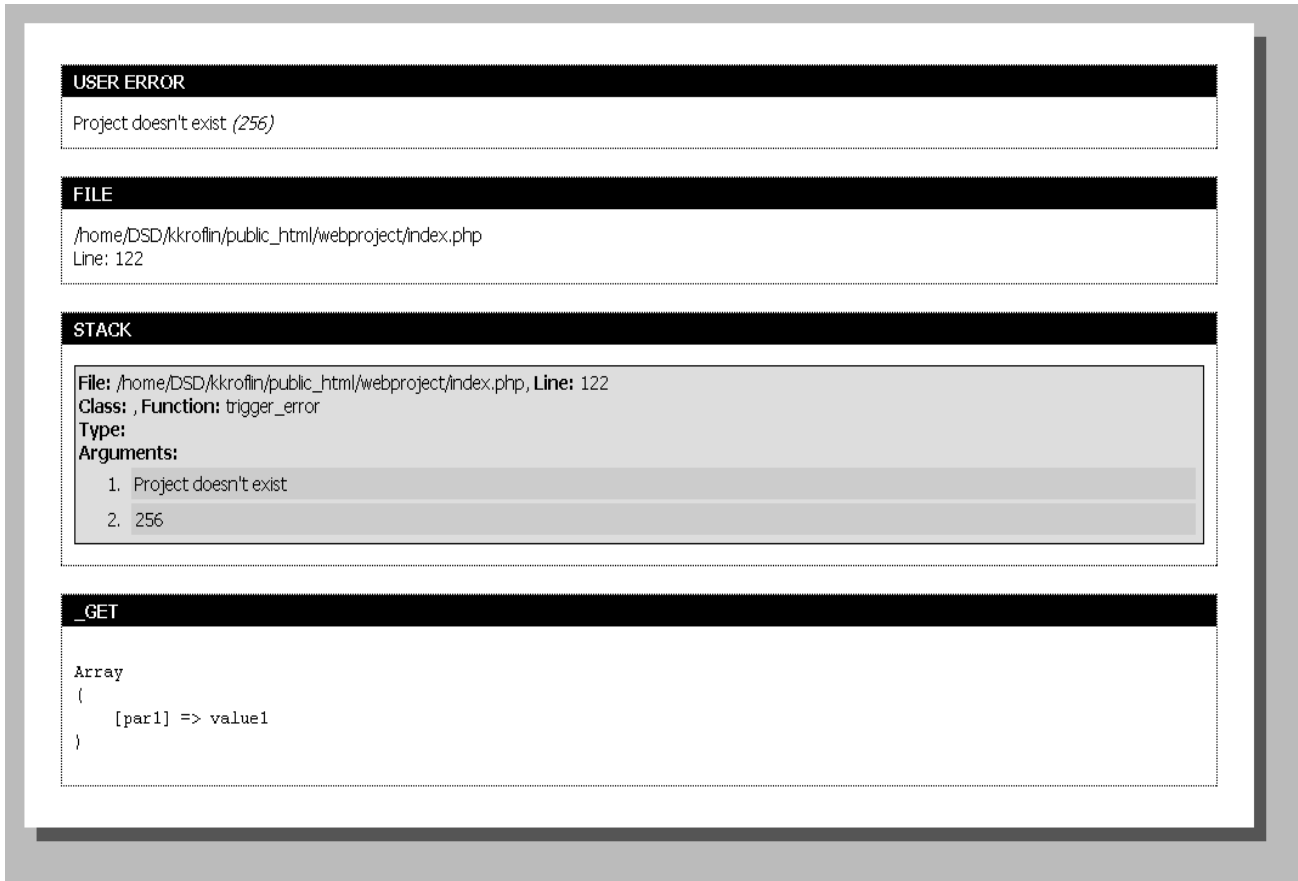 USER ERROR
Project doesn't exist (256)
FILE
/home/DSD/kkroflin/public_html/webproject/index.php
Line: 122
STACK
File: /home/DSD/kkroflin/public_html/webproject/index.php, Line: 122
Class: , Function: trigger_error
Type:
Arguments:
1. Project doesn't exist
2. 256
_GET
Array
(
    [par1] => value1
)